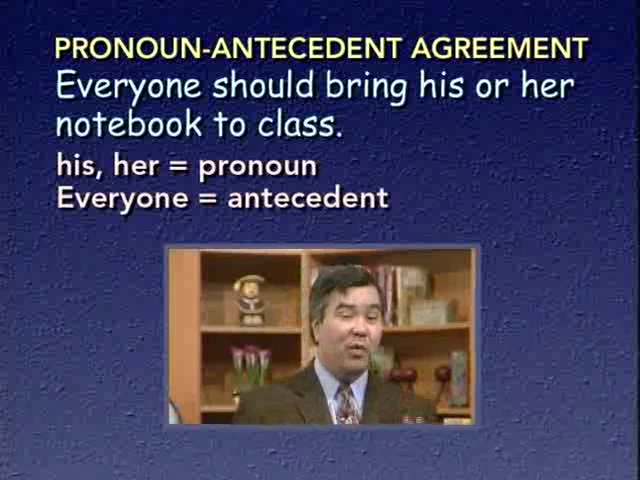 PRONOUN-ANTECEDENT AGREEMENT
Everyone should bring his or her
notebook to class.
his, her = pronoun
Everyone = antecedent